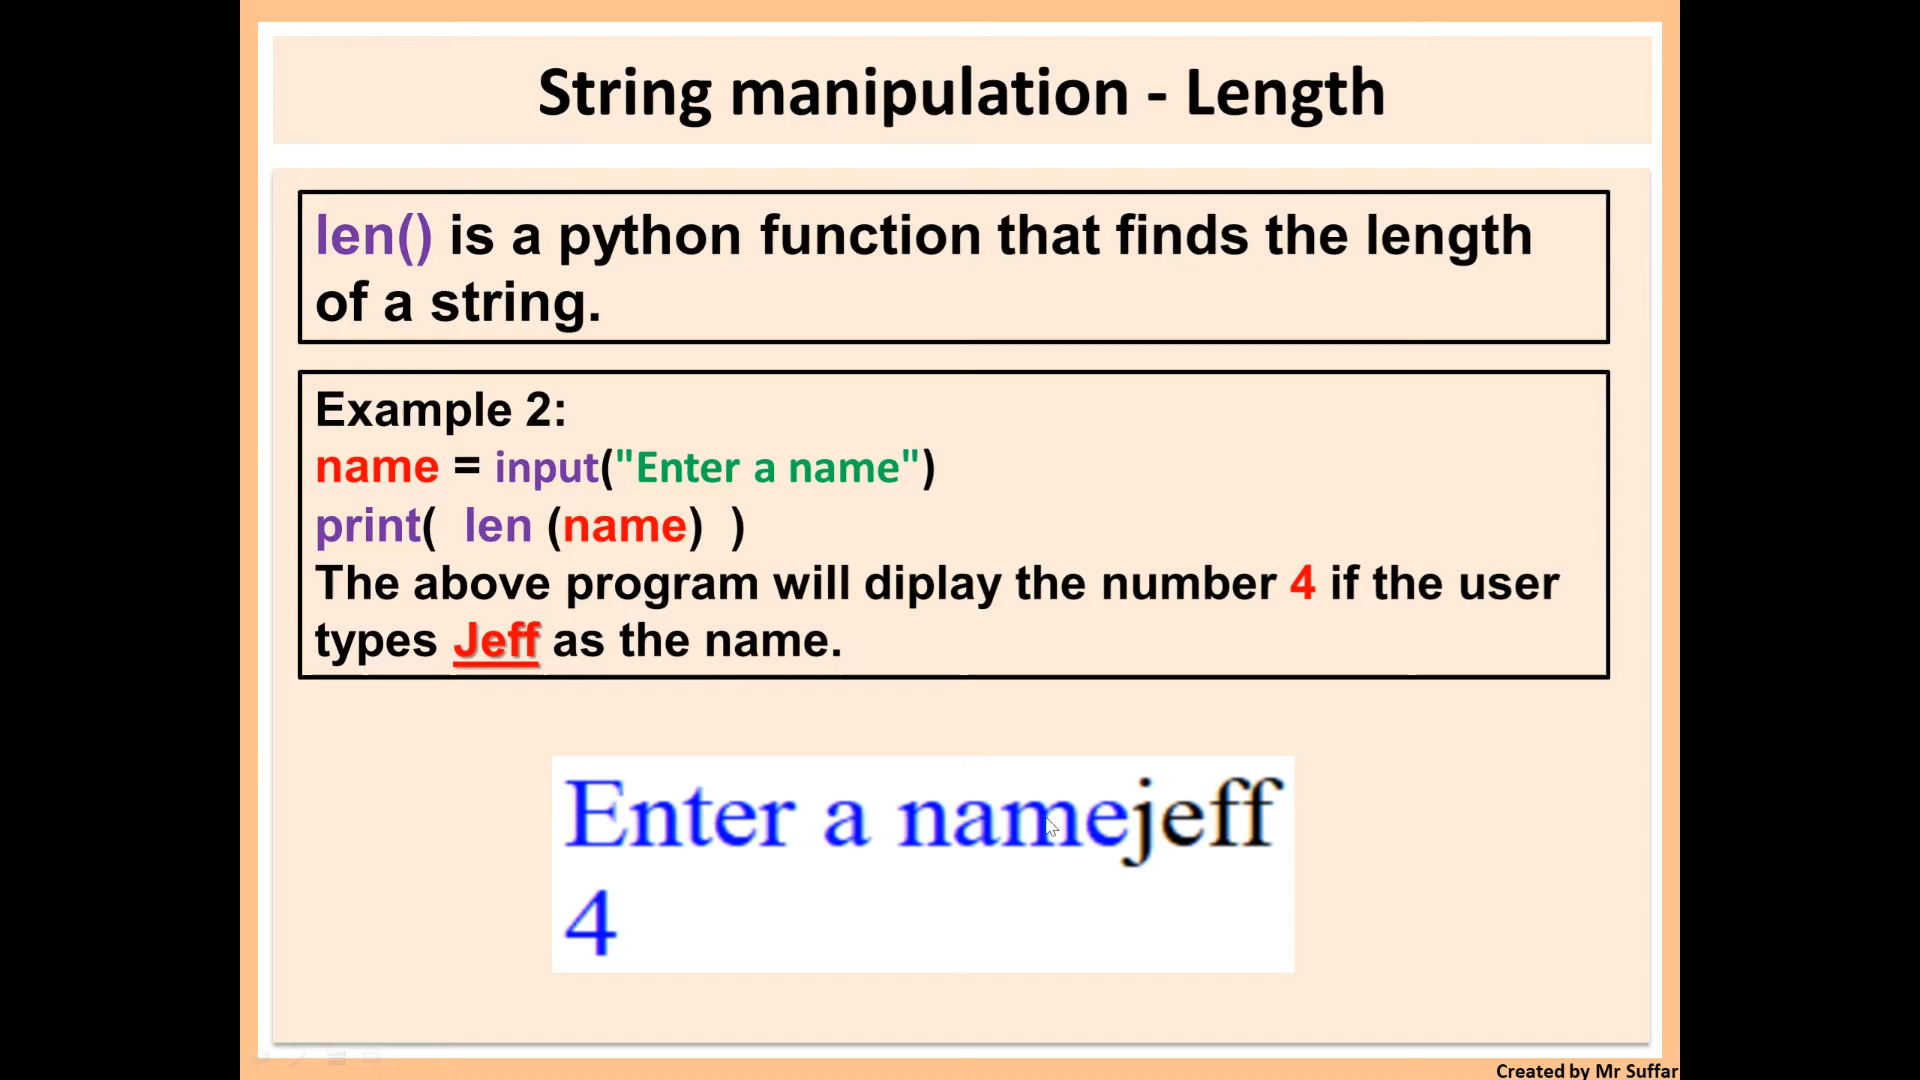 String manipulation - Length
len() is a python function that finds the length
of a string.
Example 2:
name = input("Enter a name")
print(  len (name)  )
The above program will diplay the number 4 if the user
types Jeff as the name.
Enter a namejeff
4
Created by Mr Suffar